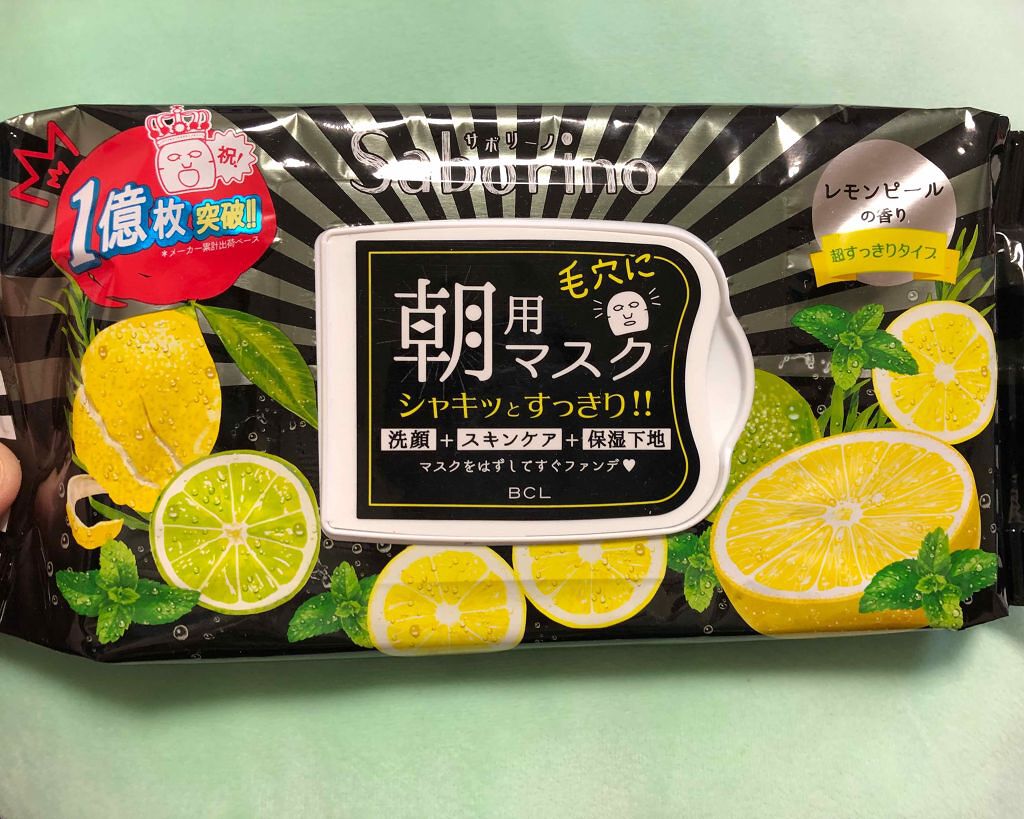 祝!
1億枚突破!!
*メーカー累計出荷ベース
サボリーノ
Saborino
レモンピール
の香り
超すっきりタイプ
毛穴に
朝用マスク
シャキッとすっきり!!
洗顔+スキンケア+保湿下地
マスクをはずしてすぐファンデ♥
BCL